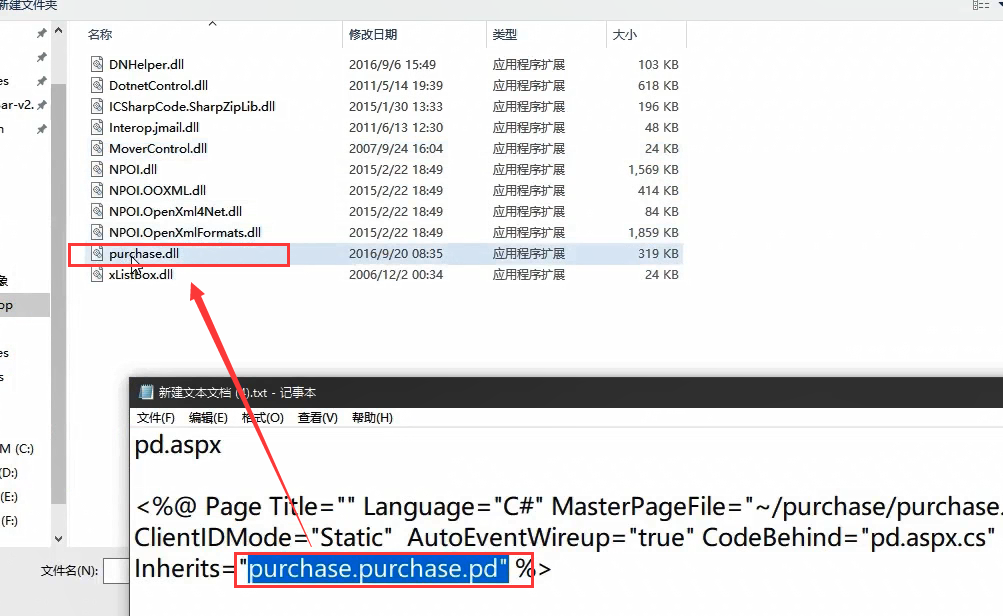 新建文件夹
名称 修改日期 类型 大小
DNHelper.dll 2016/9/6 15:49 应用程序扩展 103 KB
DotnetControl.dll 2011/5/14 19:39 应用程序扩展 618 KB
ICSharpCode.SharpZipLib.dll 2015/1/30 13:33 应用程序扩展 196 KB
Interop.jmail.dll 2011/6/13 12:30 应用程序扩展 48 KB
MoverControl.dll 2007/9/24 16:04 应用程序扩展 24 KB
NPOI.dll 2015/2/22 18:49 应用程序扩展 1,569 KB
NPOI.OOXML.dll 2015/2/22 18:49 应用程序扩展 414 KB
NPOI.OpenXml4Net.dll 2015/2/22 18:49 应用程序扩展 84 KB
NPOI.OpenXmlFormats.dll 2015/2/22 18:49 应用程序扩展 1,859 KB
purchase.dll 2016/9/20 08:35 应用程序扩展 319 KB
xListBox.dll 2006/12/2 00:34 应用程序扩展 24 KB
es
ar-v2.
n
象
op
es
s
M (C:)
(D:)
(E:)
(F:)
文件名(N):
新建文本文档 (4).txt - 记事本
文件(F) 编辑(E) 格式(O) 查看(V) 帮助(H)
pd.aspx
<%@ Page Title="" Language="C#" MasterPageFile="~/purchase/purchase.
ClientIDMode="Static" AutoEventWireup="true" CodeBehind="pd.aspx.cs"
Inherits="purchase.purchase.pd" %>